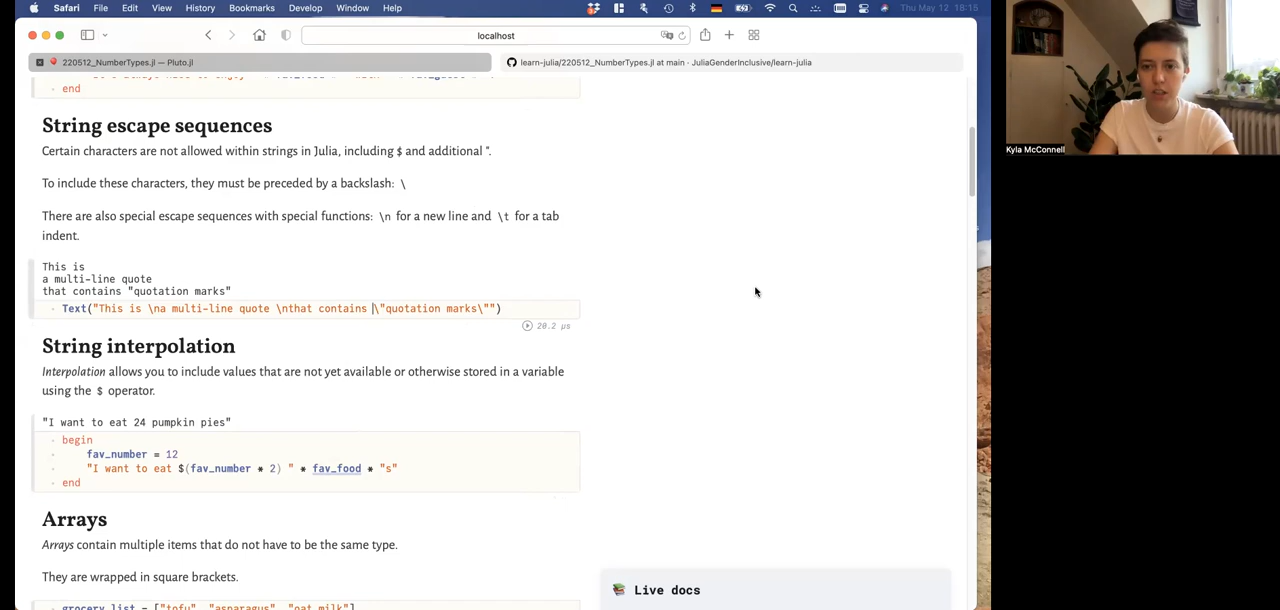 Safari File Edit View History Bookmarks Develop Window Help Thu May 12 18:15
localhost
220512_NumberTypes.jl — Pluto.jl
learn-julia/220512_NumberTypes.jl at main · JuliaGenderInclusive/learn-julia
end
String escape sequences
Certain characters are not allowed within strings in Julia, including $ and additional ".
To include these characters, they must be preceded by a backslash: \
There are also special escape sequences with special functions: \n for a new line and \t for a tab
indent.
This is
a multi-line quote
that contains "quotation marks"
Text("This is \na multi-line quote \nthat contains \"quotation marks\"")
20.2 μs
String interpolation
Interpolation allows you to include values that are not yet available or otherwise stored in a variable
using the $ operator.
"I want to eat 24 pumpkin pies"
begin
fav_number = 12
"I want to eat $(fav_number * 2) " * fav_food * "s"
end
Arrays
Arrays contain multiple items that do not have to be the same type.
They are wrapped in square brackets.
grocery_list = ["tofu", "asparagus", "oat milk"]
Live docs
Kyla McConnell